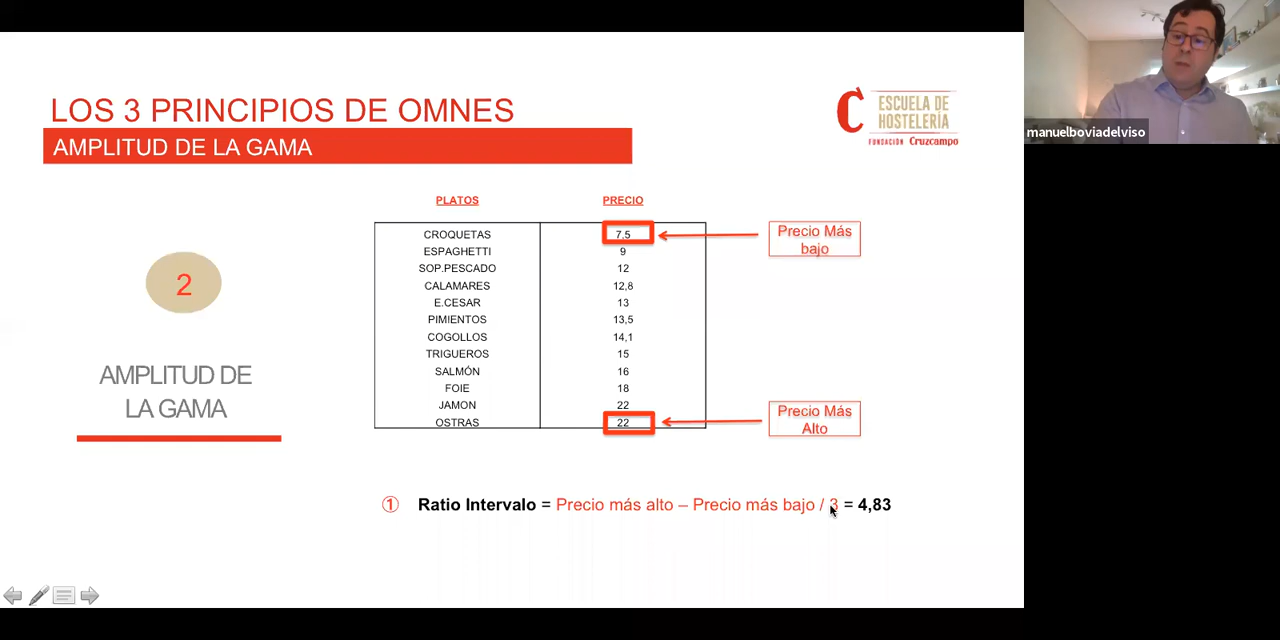 LOS 3 PRINCIPIOS DE OMNES
AMPLITUD DE LA GAMA
C ESCUELA DE
HOSTELERÍA
FUNDACIÓN Cruzcampo
manuelboviadelviso
PLATOS PRECIO
CROQUETAS 7,5
ESPAGHETTI 9
SOP.PESCADO 12
CALAMARES 12,8
E.CESAR 13
PIMIENTOS 13,5
COGOLLOS 14,1
TRIGUEROS 15
SALMÓN 16
FOIE 18
JAMON 22
OSTRAS 22
Precio Más
bajo
Precio Más
Alto
2
AMPLITUD DE
LA GAMA
① Ratio Intervalo = Precio más alto – Precio más bajo / 3 = 4,83